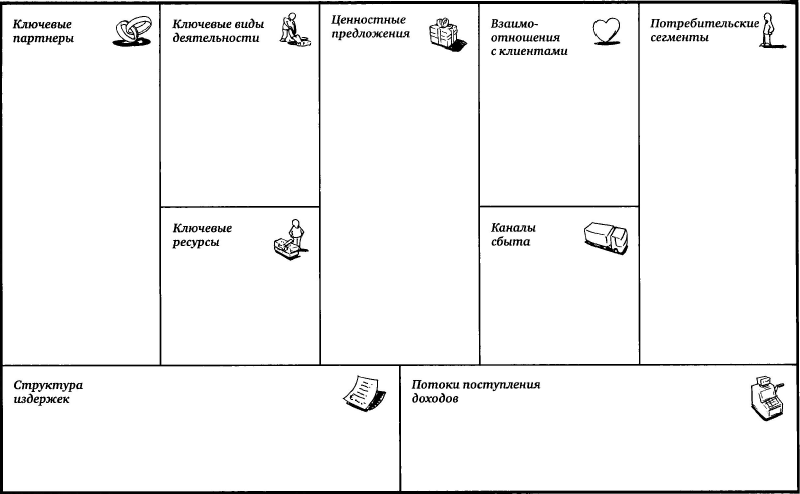 Ключевые
партнеры
Ключевые виды
деятельности
Ключевые
ресурсы
Ценностные
предложения
Взаимо-
отношения
с клиентами
Каналы
сбыта
Потребительские
сегменты
Структура
издержек
Потоки поступления
доходов